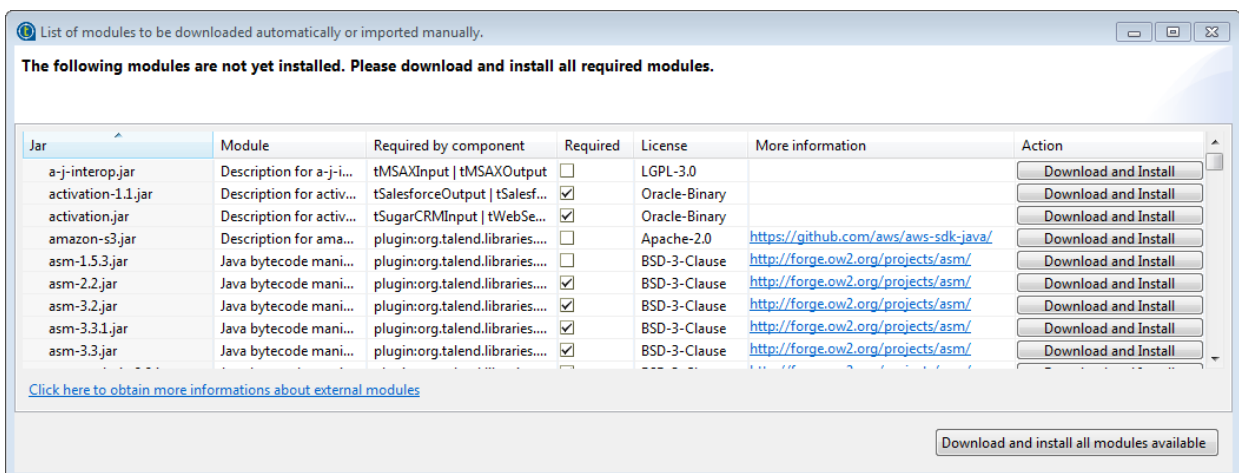 List of modules to be downloaded automatically or imported manually.
The following modules are not yet installed. Please download and install all required modules.
Jar Module Required by component Required License More information Action
a-j-interop.jar Description for a-j-i... tMSAXInput | tMSAXOutput LGPL-3.0 Download and Install
activation-1.1.jar Description for activ... tSalesforceOutput | tSalesf... Oracle-Binary Download and Install
activation.jar Description for activ... tSugarCRMInput | tWebSe... Oracle-Binary Download and Install
amazon-s3.jar Description for ama... plugin:org.talend.libraries.... Apache-2.0 https://github.com/aws/aws-sdk-java/ Download and Install
asm-1.5.3.jar Java bytecode mani... plugin:org.talend.libraries.... BSD-3-Clause http://forge.ow2.org/projects/asm/ Download and Install
asm-2.2.jar Java bytecode mani... plugin:org.talend.libraries.... BSD-3-Clause http://forge.ow2.org/projects/asm/ Download and Install
asm-3.2.jar Java bytecode mani... plugin:org.talend.libraries.... BSD-3-Clause http://forge.ow2.org/projects/asm/ Download and Install
asm-3.3.1.jar Java bytecode mani... plugin:org.talend.libraries.... BSD-3-Clause http://forge.ow2.org/projects/asm/ Download and Install
asm-3.3.jar Java bytecode mani... plugin:org.talend.libraries.... BSD-3-Clause http://forge.ow2.org/projects/asm/ Download and Install
Click here to obtain more informations about external modules
Download and install all modules available